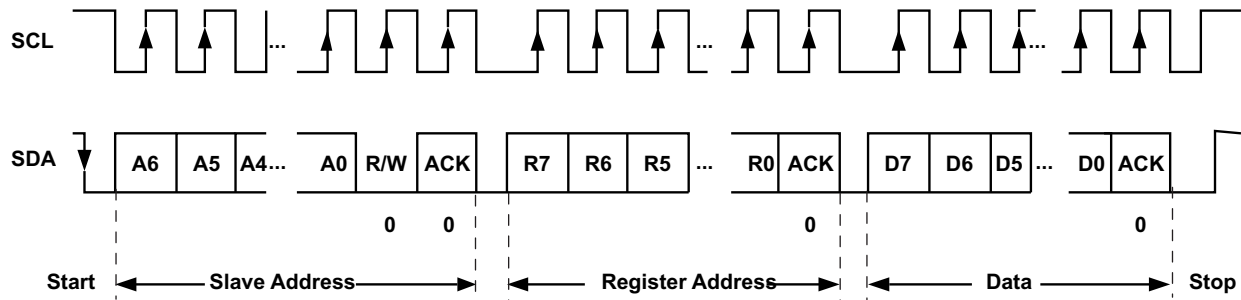 SCL ... ... ...
SDA A6 A5 A4... A0 R/W ACK R7 R6 R5 ... R0 ACK D7 D6 D5 ... D0 ACK
0 0 0 0
Start Slave Address Register Address Data Stop